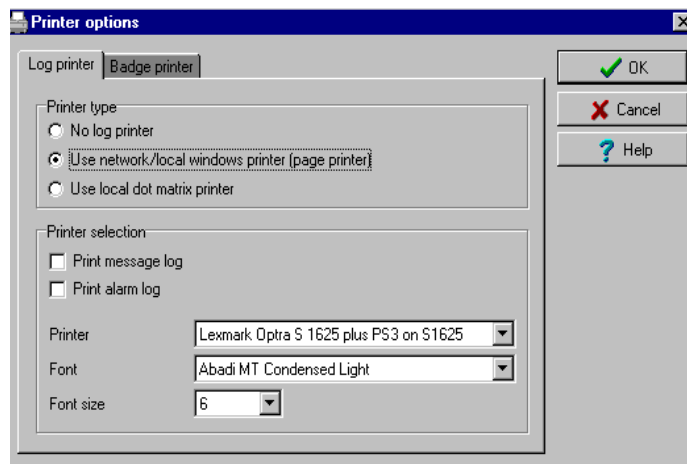 Printer options
Log printer Badge printer
OK
Cancel
Help
Printer type
No log printer
Use network/local windows printer (page printer)
Use local dot matrix printer
Printer selection
Print message log
Print alarm log
Printer Lexmark Optra S 1625 plus PS3 on S1625
Font Abadi MT Condensed Light
Font size 6